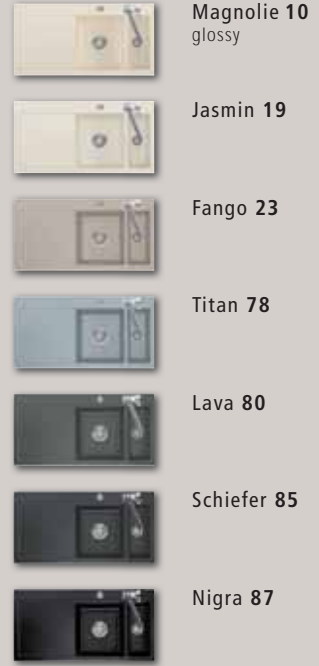 Magnolie 10
glossy
Jasmin 19
Fango 23
Titan 78
Lava 80
Schiefer 85
Nigra 87